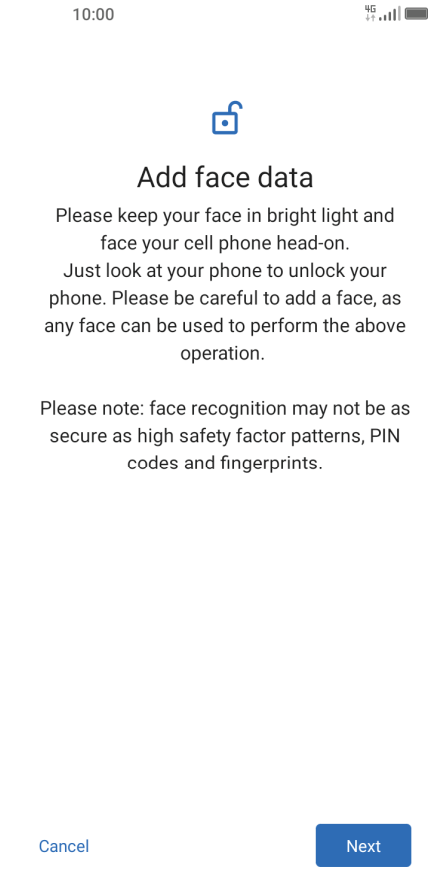 10:00
4G
Add face data
Please keep your face in bright light and
face your cell phone head-on.
Just look at your phone to unlock your
phone. Please be careful to add a face, as
any face can be used to perform the above
operation.
Please note: face recognition may not be as
secure as high safety factor patterns, PIN
codes and fingerprints.
Cancel
Next